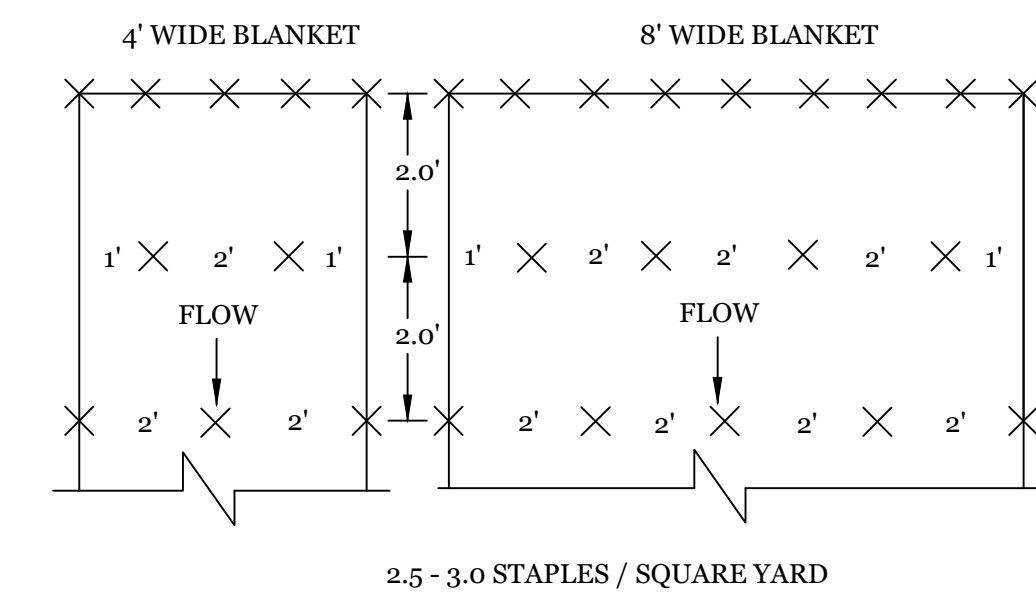 4' WIDE BLANKET
8' WIDE BLANKET
2.0'
1' 2' 1'
1' 2' 2' 2' 1'
FLOW
FLOW
2.0'
2' 2'
2' 2' 2' 2'
2.5 - 3.0 STAPLES / SQUARE YARD